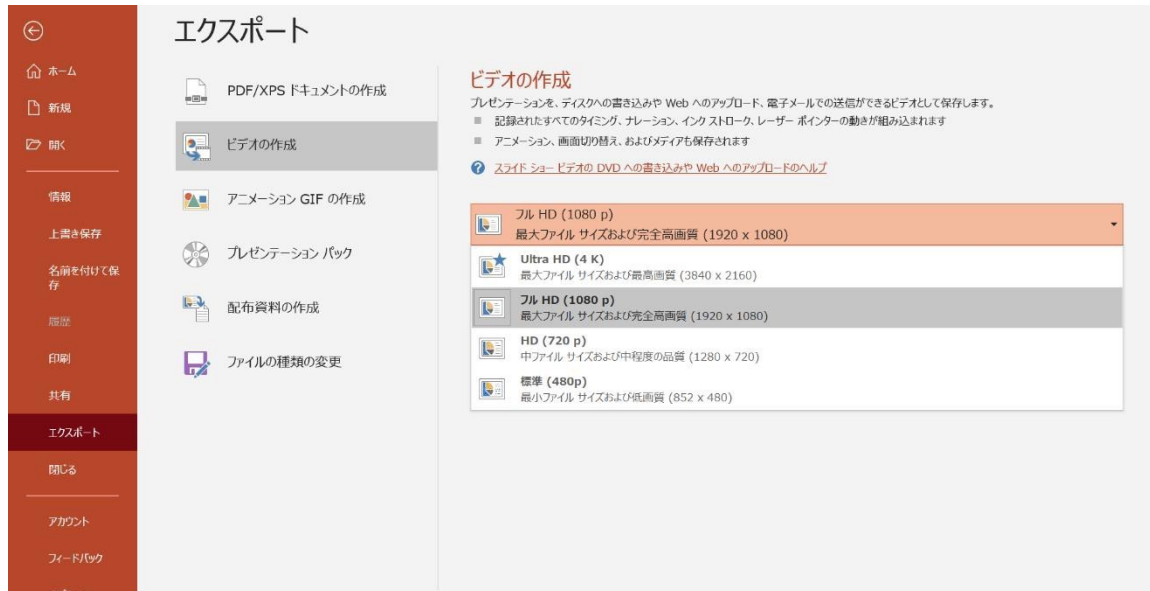 エクスポート
ホーム
新規
開く
情報
上書き保存
名前を付けて保
存
履歴
印刷
共有
エクスポート
閉じる
アカウント
フィードバック
PDF/XPS ドキュメントの作成
ビデオの作成
アニメーション GIF の作成
プレゼンテーション パック
配布資料の作成
ファイルの種類の変更
ビデオの作成
プレゼンテーションを、ディスクへの書き込みや Web へのアップロード、電子メールでの送信ができるビデオとして保存します。
記録されたすべてのタイミング、ナレーション、インク ストローク、レーザー ポインターの動きが組み込まれます
アニメーション、画面切り替え、およびメディアも保存されます
スライド ショー ビデオの DVD への書き込みや Web へのアップロードのヘルプ
フル HD (1080 p)
最大ファイル サイズおよび完全高画質 (1920 x 1080)
Ultra HD (4 K)
最大ファイル サイズおよび最高画質 (3840 x 2160)
フル HD (1080 p)
最大ファイル サイズおよび完全高画質 (1920 x 1080)
HD (720 p)
中ファイル サイズおよび中程度の品質 (1280 x 720)
標準 (480p)
最小ファイル サイズおよび低画質 (852 x 480)